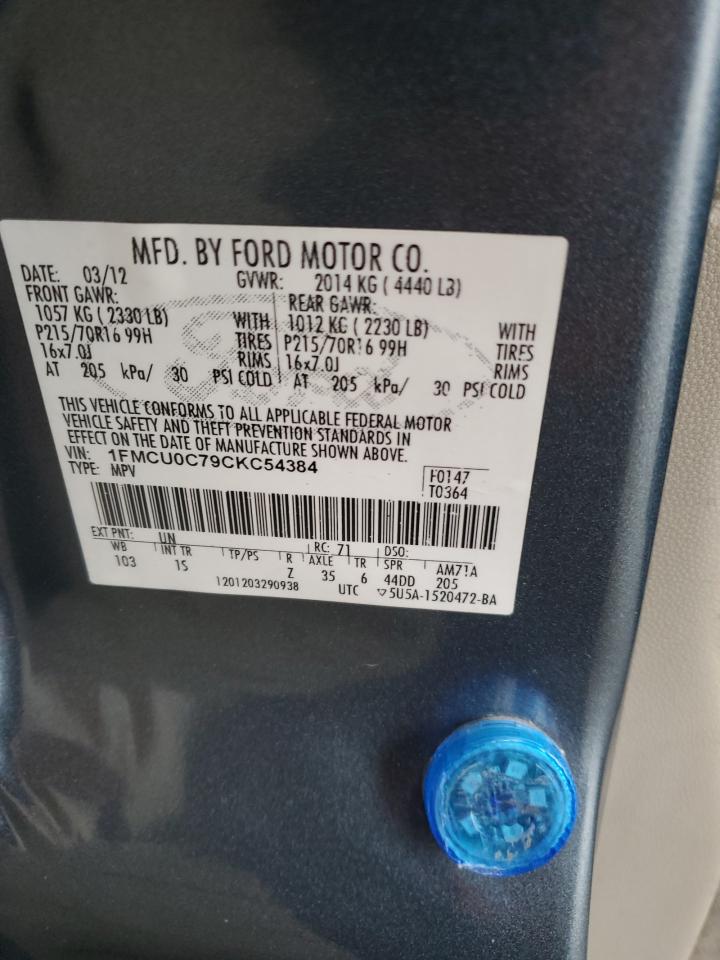 MFD. BY FORD MOTOR CO.
DATE: 03/12 GVWR: 2014 KG ( 4440 LB)
FRONT GAWR: REAR GAWR:
1057 KG ( 2330 LB) WITH 1012 KG ( 2230 LB) WITH
P215/70R16 99H TIRES P215/70R16 99H TIRES
16x7.0J RIMS 16x7.0J RIMS
AT 205 kPa/ 30 PSI COLD AT 205 kPa/ 30 PSI COLD
THIS VEHICLE CONFORMS TO ALL APPLICABLE FEDERAL MOTOR
VEHICLE SAFETY AND THEFT PREVENTION STANDARDS IN
EFFECT ON THE DATE OF MANUFACTURE SHOWN ABOVE.
VIN: 1FMCU0C79CKC54384 F0147
TYPE: MPV T0364
EXT PNT: UN RC: 71 DSO:
WB INT TR TP/PS R AXLE TR SPR AM71A
103 1S Z 35 6 44DD 205
1201203290938 UTC ▽5U5A-1520472-BA
Ford